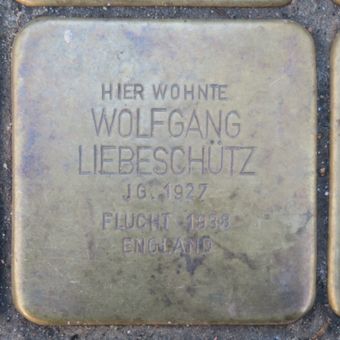 HIER WOHNTE
WOLFGANG
LIEBESCHÜTZ
JG. 1927
FLUCHT 1938
ENGLAND